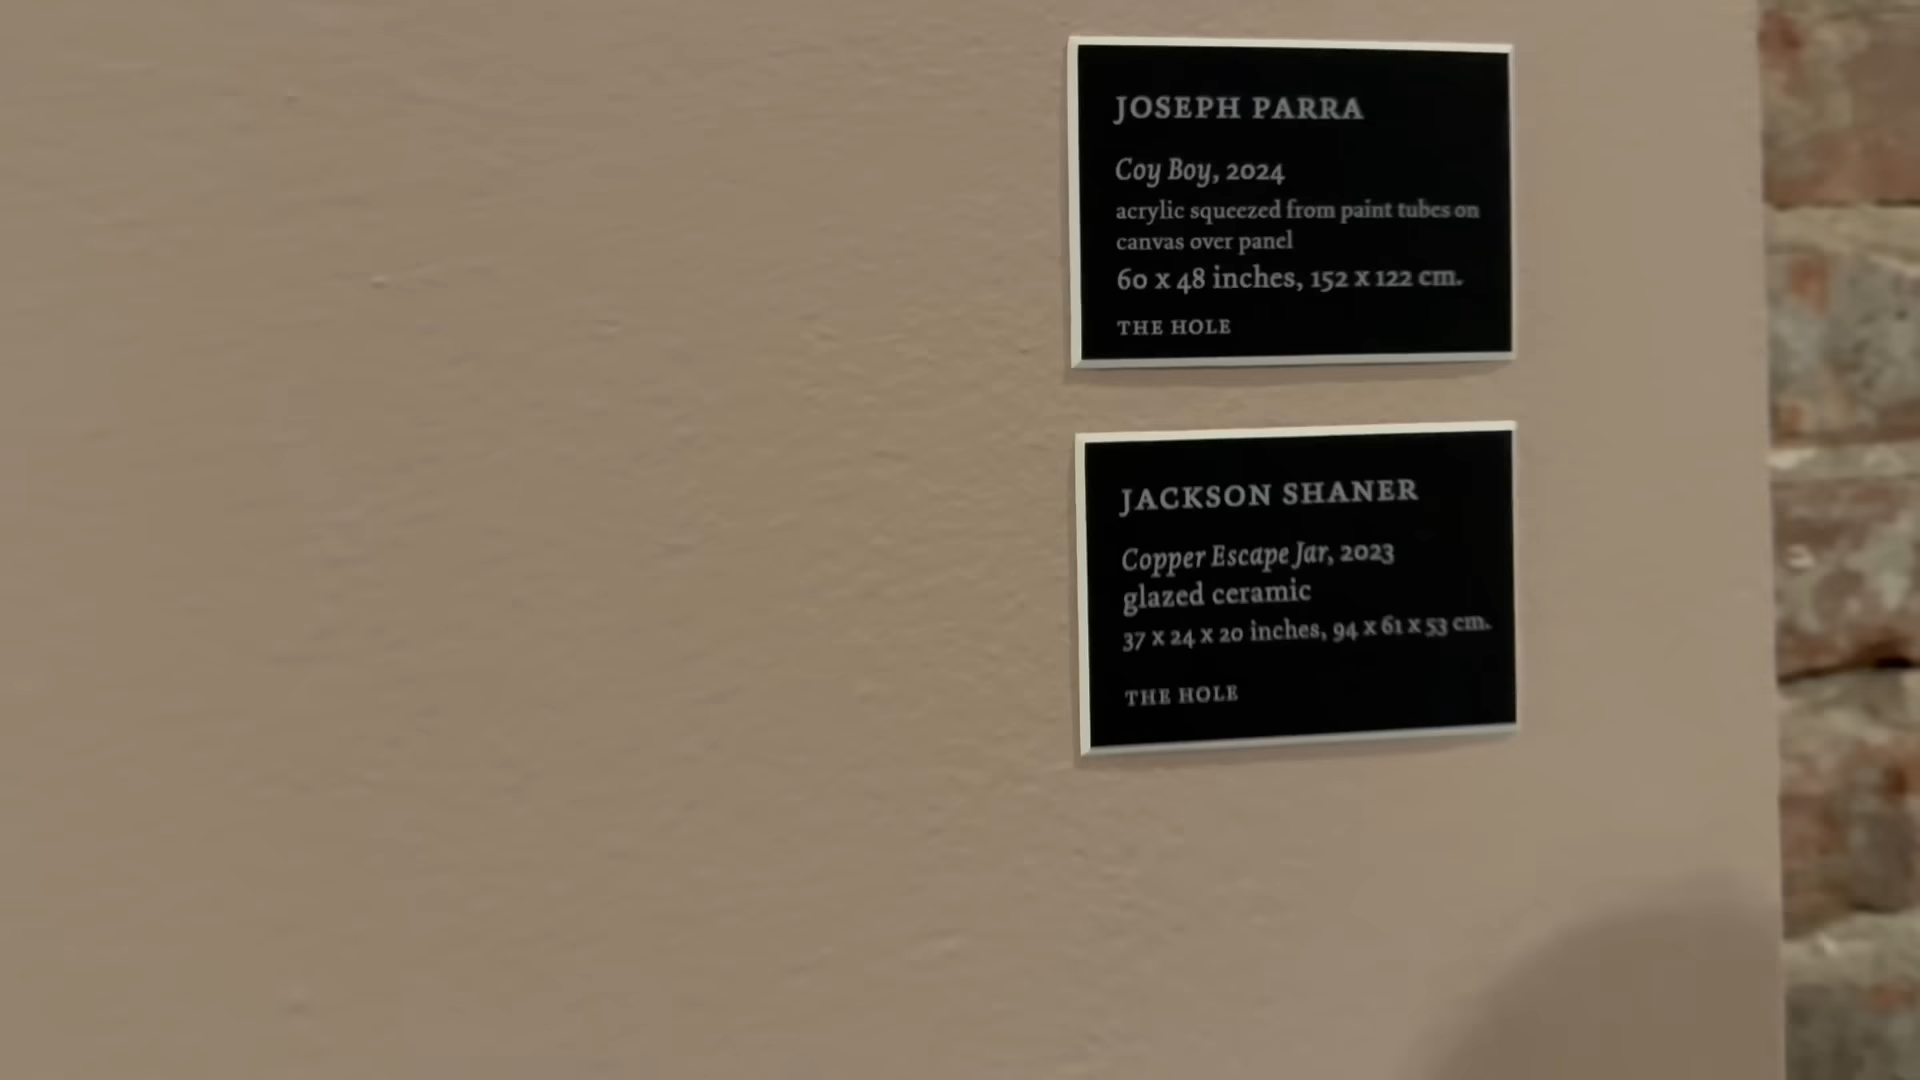 JOSEPH PARRA
Coy Boy, 2024
acrylic squeezed from paint tubes on
canvas over panel
60 x 48 inches, 152 x 122 cm.
THE HOLE
JACKSON SHANER
Copper Escape Jar, 2023
glazed ceramic
37 x 24 x 20 inches, 94 x 61 x 53 cm.
THE HOLE